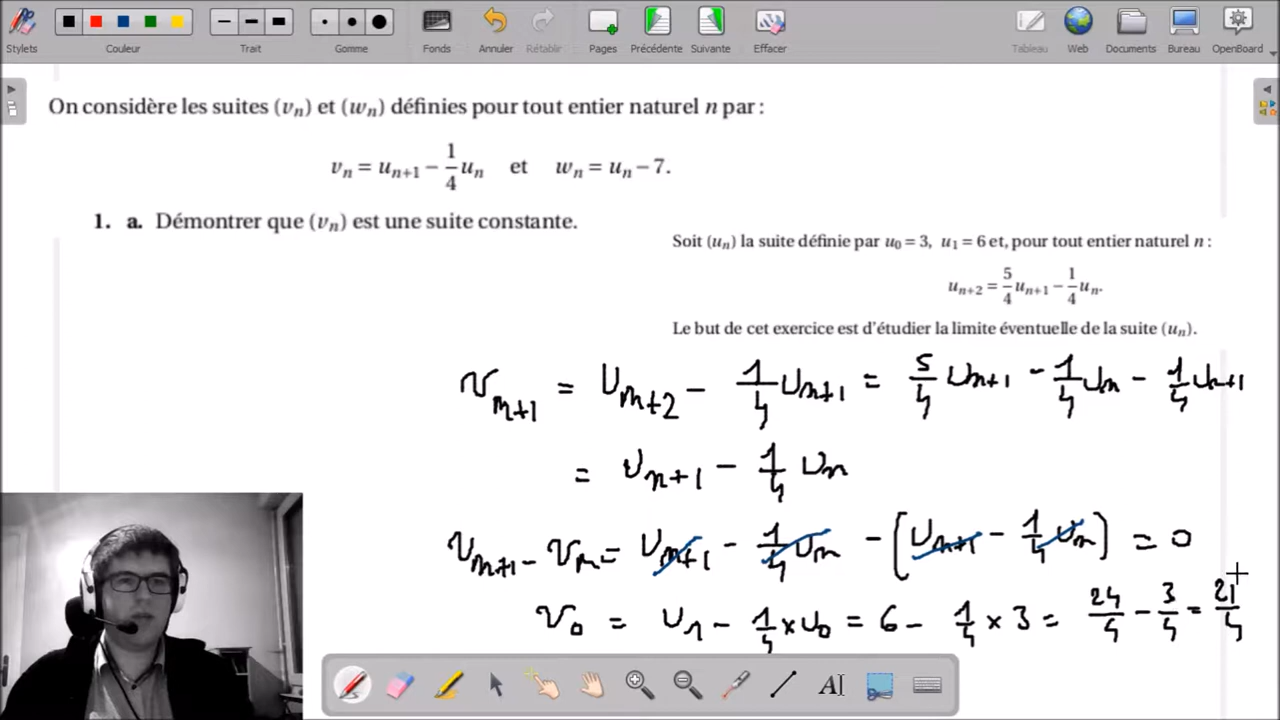 Stylets Couleur Trait Gomme Fonds Annuler Rétablir Pages Précédente Suivante Effacer Tableau Web Documents Bureau OpenBoard
On considère les suites (vₙ) et (wₙ) définies pour tout entier naturel n par :
vₙ = uₙ₊₁ − 1/4 uₙ et wₙ = uₙ − 7.
1. a. Démontrer que (vₙ) est une suite constante.
Soit (uₙ) la suite définie par u₀ = 3, u₁ = 6 et, pour tout entier naturel n :
uₙ₊₂ = 5/4 uₙ₊₁ − 1/4 uₙ.
Le but de cet exercice est d'étudier la limite éventuelle de la suite (uₙ).
vₙ₊₁ = uₙ₊₂ − 1/4 uₙ₊₁ = 5/4 uₙ₊₁ − 1/4 uₙ − 1/4 uₙ₊₁
= uₙ₊₁ − 1/4 uₙ
vₙ₊₁ − vₙ = uₙ₊₁ − 1/4 uₙ − (uₙ₊₁ − 1/4 uₙ) = 0
v₀ = u₁ − 1/4 × u₀ = 6 − 1/4 × 3 = 24/4 − 3/4 = 21/4
AI